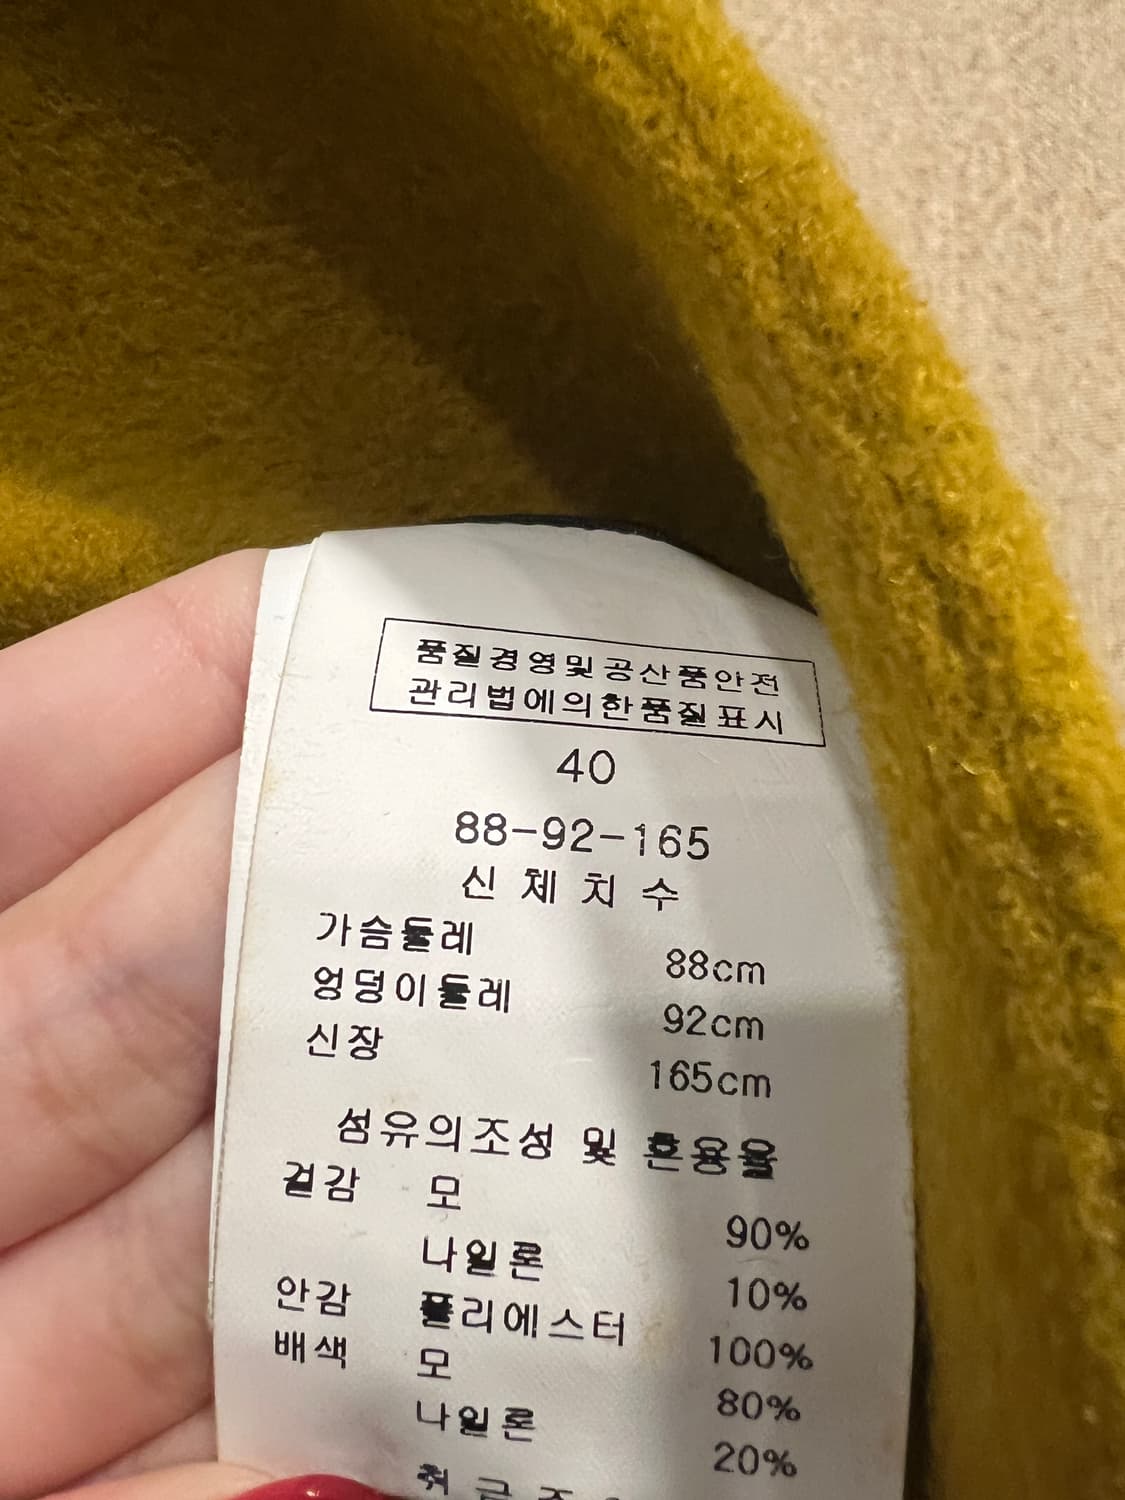 품질경영및공산품안전
관리법에의한품질표시
40
88-92-165
신체치수
가슴둘레 88cm
엉덩이둘레 92cm
신장 165cm
섬유의조성 및 혼용율
겉감 모 90%
나일론 10%
안감 폴리에스터 100%
배색 모 80%
나일론 20%